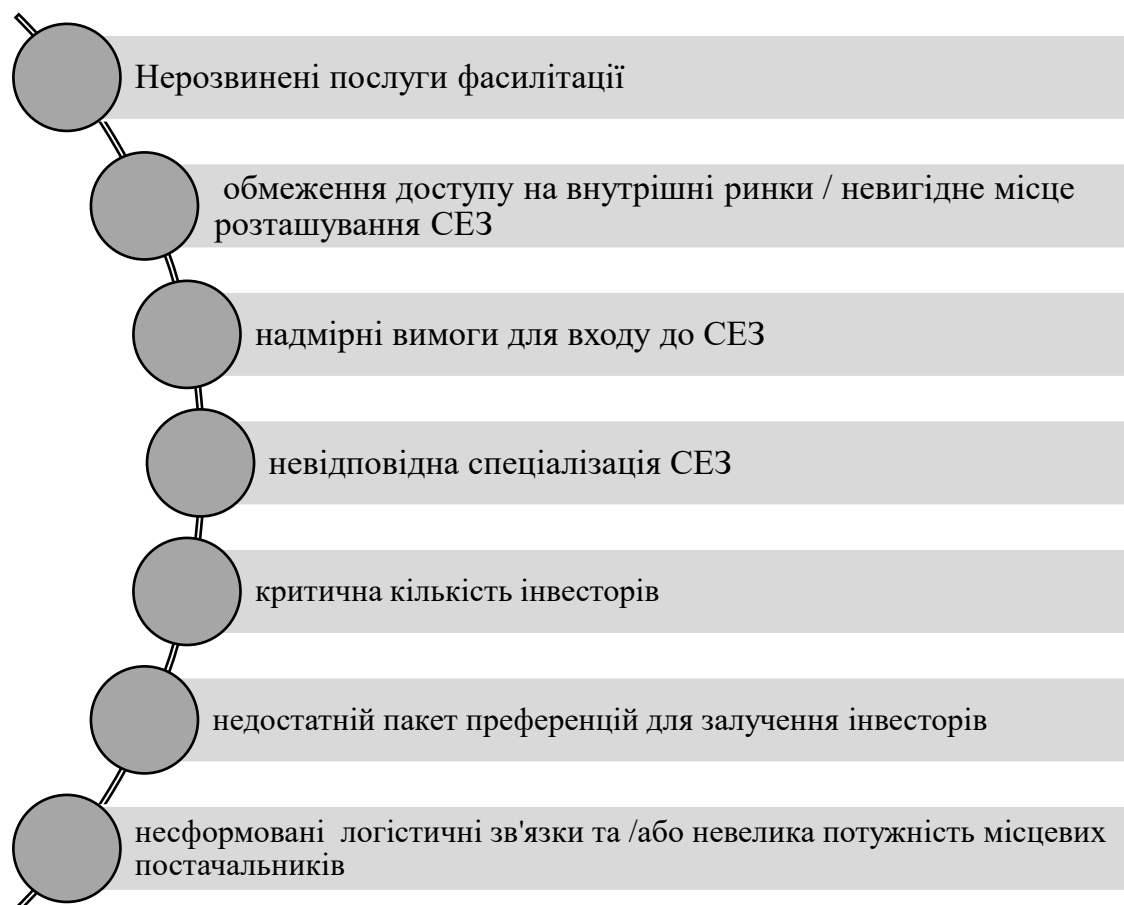 Нерозвинені послуги фасилітації
обмеження доступу на внутрішні ринки / невигідне місце
розташування СЕЗ
надмірні вимоги для входу до СЕЗ
невідповідна спеціалізація СЕЗ
критична кількість інвесторів
недостатній пакет преференцій для залучення інвесторів
несформовані логістичні зв'язки та /або невелика потужність місцевих
постачальників